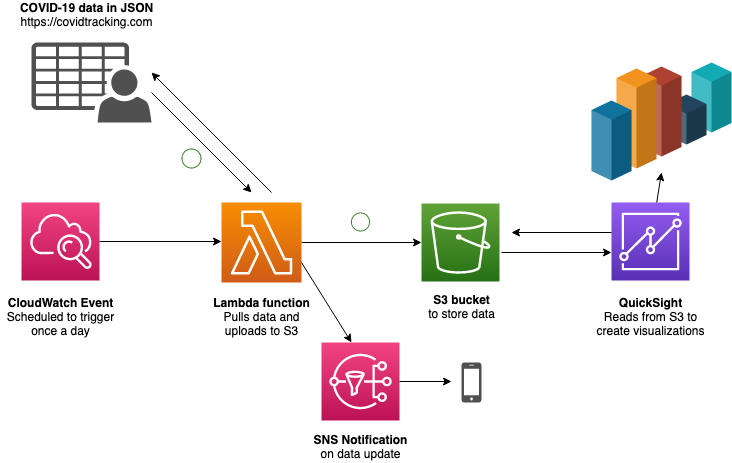 COVID-19 data in JSON
https://covidtracking.com
CloudWatch Event
Scheduled to trigger
once a day
Lambda function
Pulls data and
uploads to S3
S3 bucket
to store data
QuickSight
Reads from S3 to
create visualizations
SNS Notification
on data update